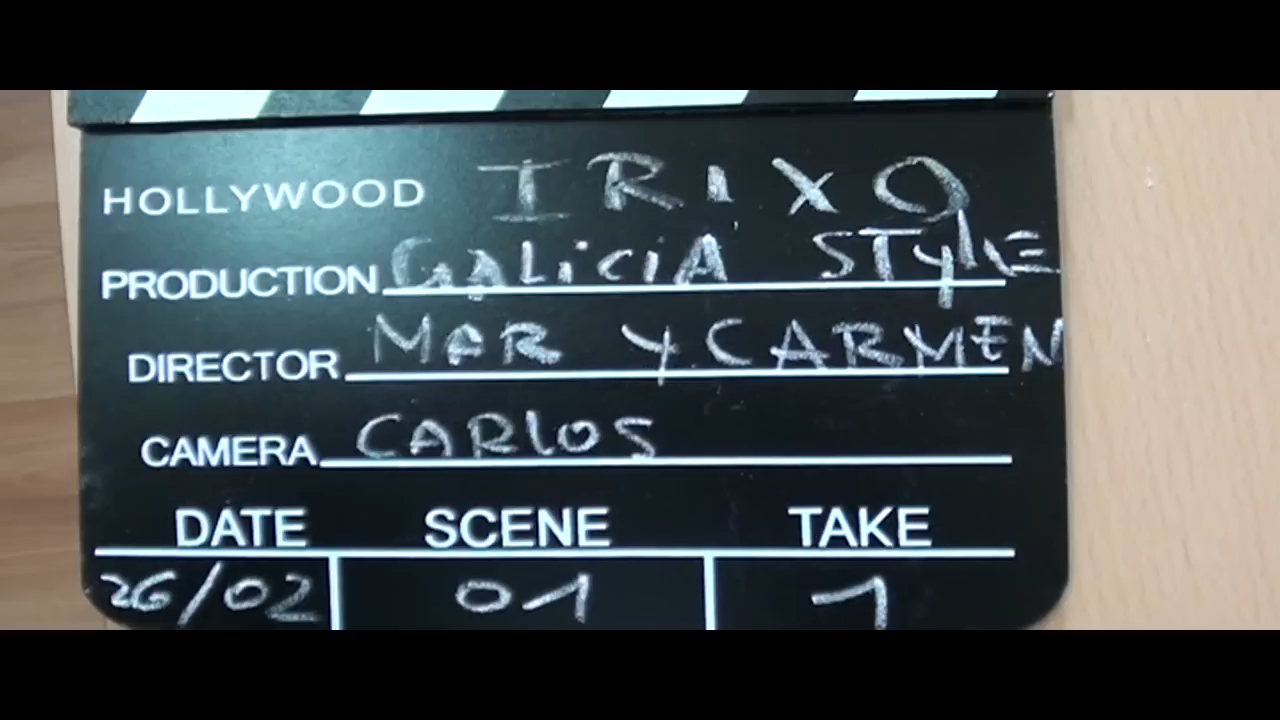 HOLLYWOOD IRIXO
PRODUCTION GALICIA STYLE
DIRECTOR MAR Y CARMEN
CAMERA CARLOS
DATE SCENE TAKE
26/02 01 1